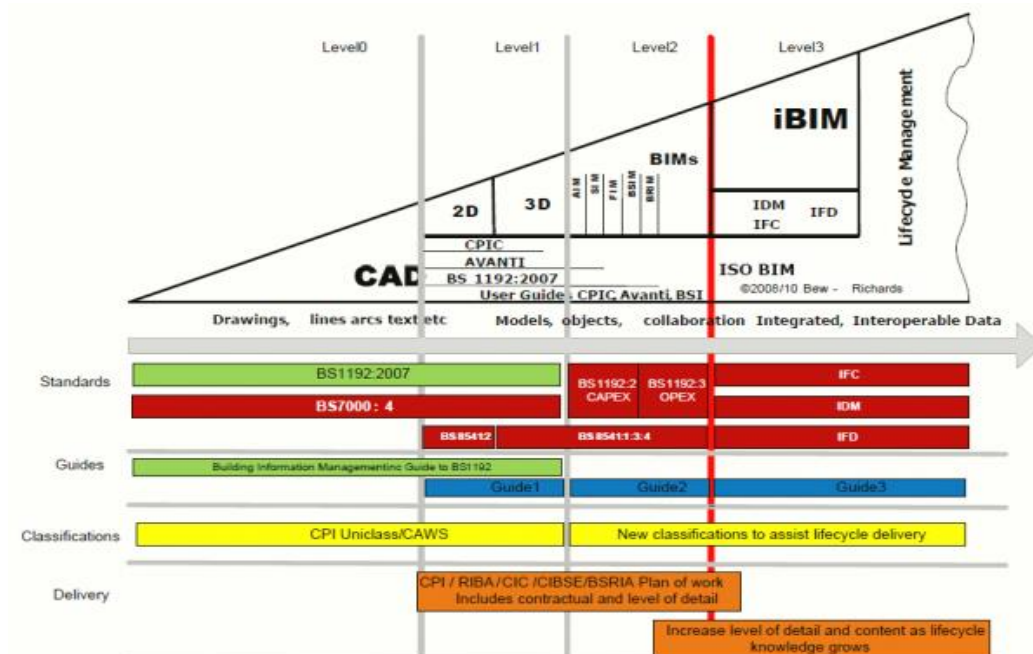 Level0
Level1
Level2
Level3
iBIM
BIMs
Lifecycle Management
AIM
SIM
FIM
BSIM
BRIM
2D
3D
IDM
IFD
IFC
CPIC
AVANTI
CAD
BS 1192:2007
ISO BIM
User Guides CPIC, Avanti, BSI
©2008/10 Bew - Richards
Drawings, lines arcs text etc
Models, objects, collaboration
Integrated, Interoperable Data
Standards
BS1192:2007
BS7000: 4
BS1192:2
CAPEX
BS1192:3
OPEX
IFC
IDM
BS8541:2
BS8541:1:3:4
IFD
Guides
Building Information Managementinc Guide to BS1192
Guide1
Guide2
Guide3
Classifications
CPI Uniclass/CAWS
New classifications to assist lifecycle delivery
Delivery
CPI / RIBA / CIC /CIBSE/BSRIA Plan of work
Includes contractual and level of detail
Increase level of detail and content as lifecycle
knowledge grows